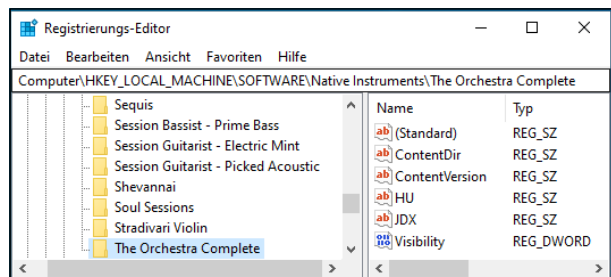 Registrierungs-Editor
Datei Bearbeiten Ansicht Favoriten Hilfe
Computer\HKEY_LOCAL_MACHINE\SOFTWARE\Native Instruments\The Orchestra Complete
Sequis
Session Bassist - Prime Bass
Session Guitarist - Electric Mint
Session Guitarist - Picked Acoustic
Shevannai
Soul Sessions
Stradivari Violin
The Orchestra Complete
Name Typ
(Standard) REG_SZ
ContentDir REG_SZ
ContentVersion REG_SZ
HU REG_SZ
JDX REG_SZ
Visibility REG_DWORD